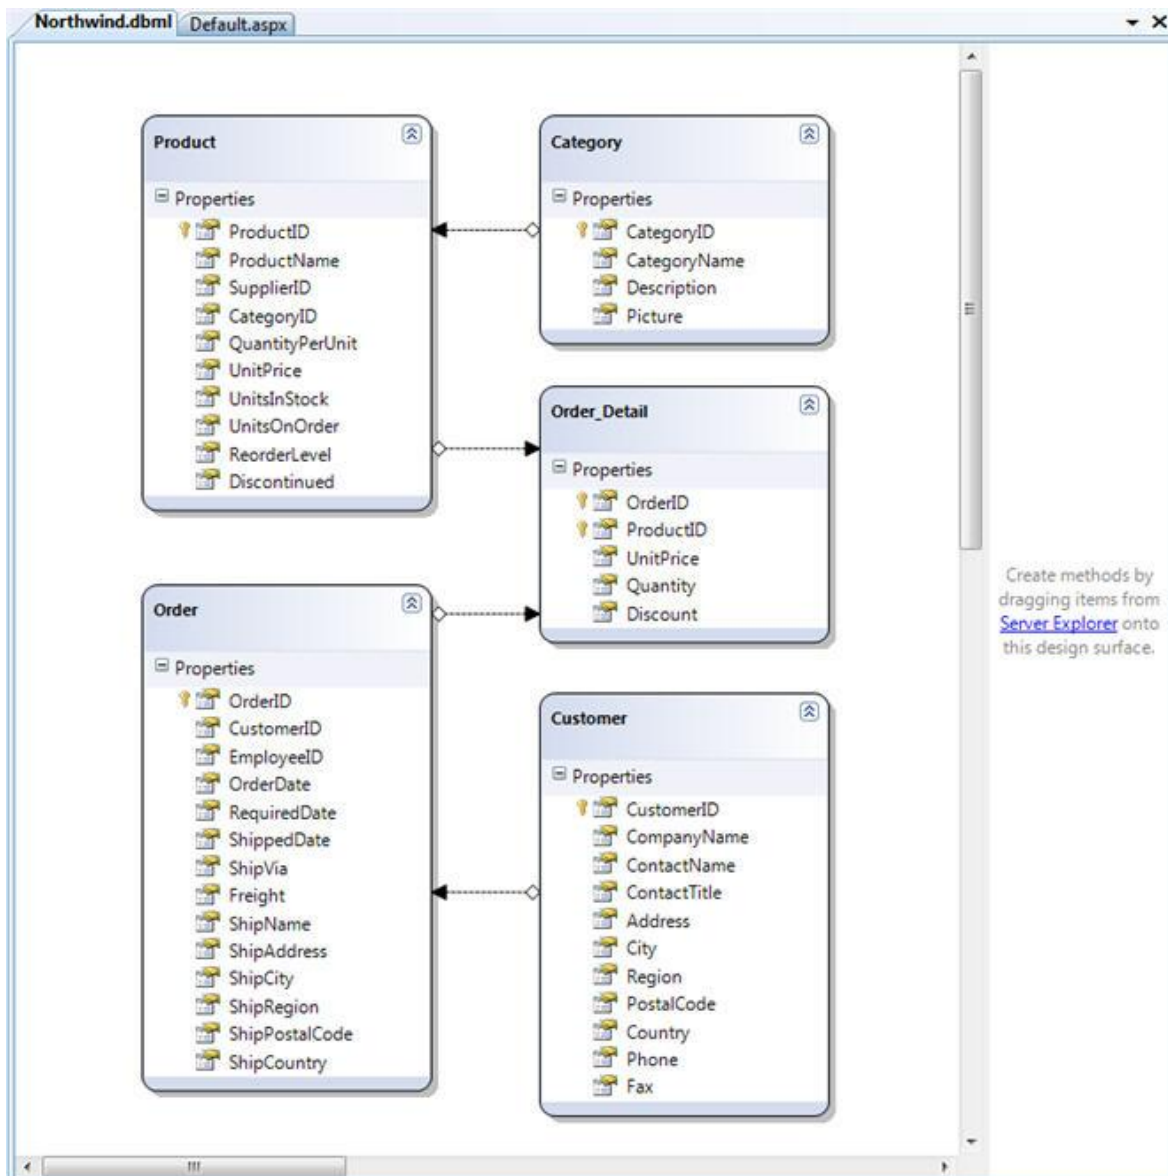 Northwind.dbml Default.aspx
Product
Properties
ProductID
ProductName
SupplierID
CategoryID
QuantityPerUnit
UnitPrice
UnitsInStock
UnitsOnOrder
ReorderLevel
Discontinued
Category
Properties
CategoryID
CategoryName
Description
Picture
Order_Detail
Properties
OrderID
ProductID
UnitPrice
Quantity
Discount
Order
Properties
OrderID
CustomerID
EmployeeID
OrderDate
RequiredDate
ShippedDate
ShipVia
Freight
ShipName
ShipAddress
ShipCity
ShipRegion
ShipPostalCode
ShipCountry
Customer
Properties
CustomerID
CompanyName
ContactName
ContactTitle
Address
City
Region
PostalCode
Country
Phone
Fax
Create methods by
dragging items from
Server Explorer onto
this design surface.